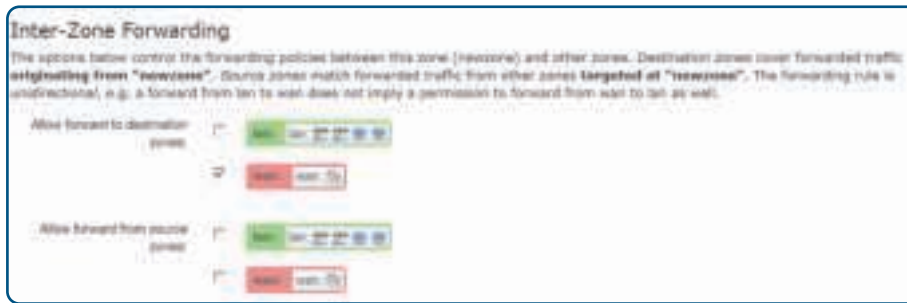 Inter-Zone Forwarding
The options below control the forwarding policies between this zone (newzone) and other zones. Destination zones cover forwarded traffic
originating from "newzone". Source zones match forwarded traffic from other zones targeted at "newzone". The forwarding rule is
unidirectional, e.g. a forward from lan to wan does not imply a permission to forward from wan to lan as well.
Allow forward to destination
zones:
lan: lan:
wan: wan:
Allow forward from source
zones:
lan: lan:
wan: wan: